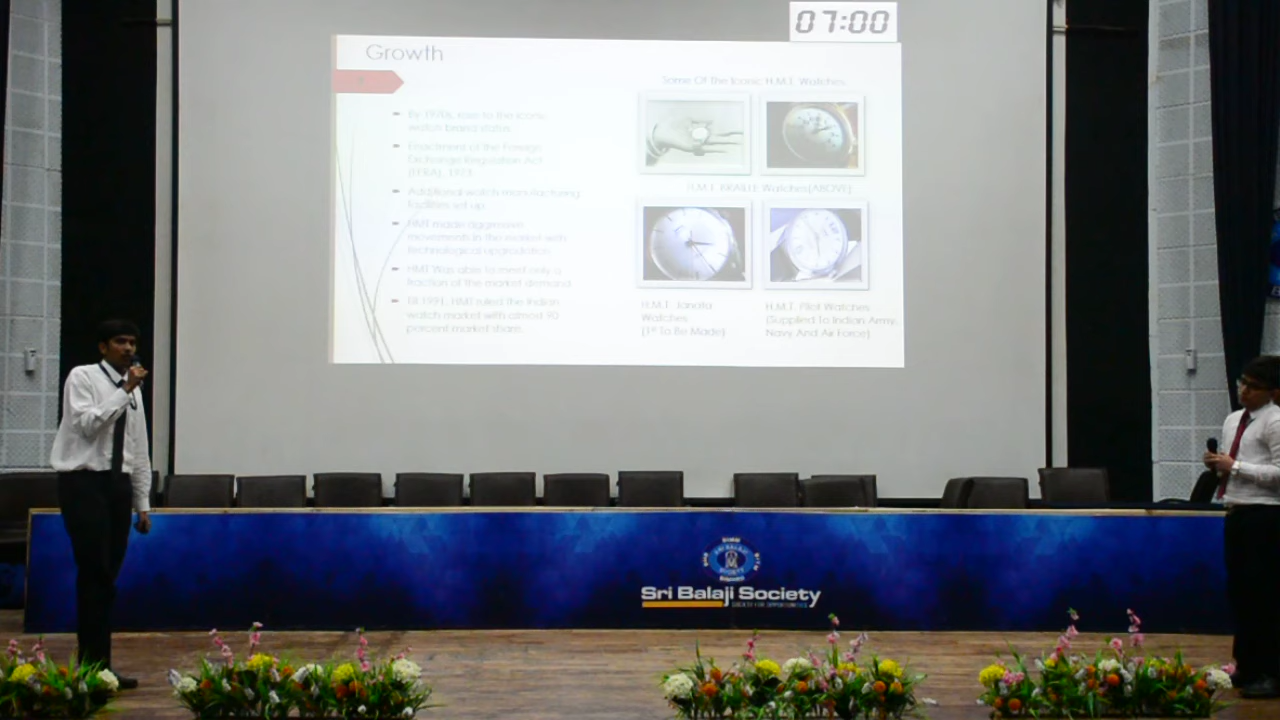 07:00
Growth
Some Of The Iconic H.M.T. Watches
By 1970s, rose to the iconic
watch brand status.
Enactment of the Foreign
Exchange Regulation Act
(FERA), 1973.
Additional watch manufacturing
facilities set up.
HMT made aggressive
movements in the market with
technological upgradation
HMT Was able to meet only a
fraction of the market demand
Till 1991, HMT ruled the Indian
watch market with almost 90
percent market share.
H.M.T. BRAILLE Watches(ABOVE)
H.M.T. Janata
Watches
(1st To Be Made)
H.M.T. Pilot Watches
(Supplied To Indian Army,
Navy And Air Force)
SRI BALAJI
SOCIETY
Sri Balaji Society